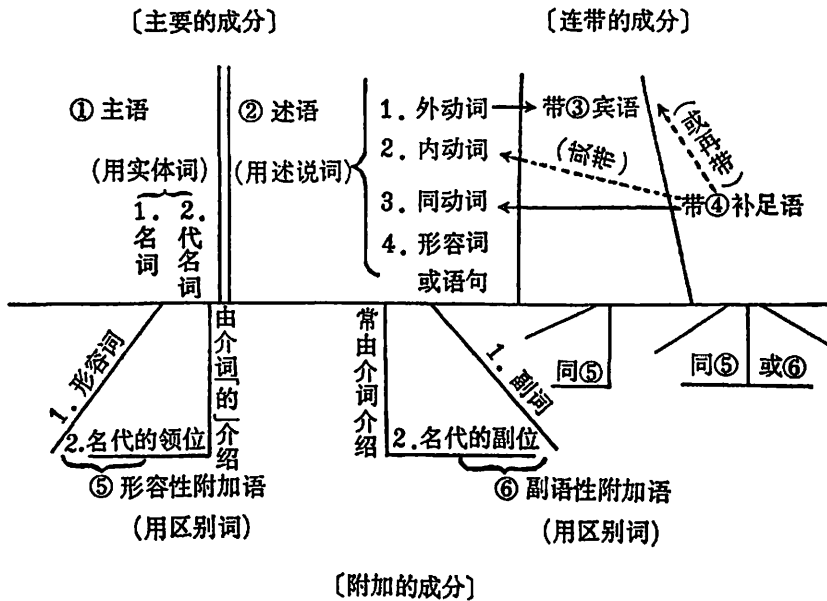 〔主要的成分〕 〔连带的成分〕
① 主语 ② 述语 1．外动词 带③宾语 (或再带)
(用实体词) (用述说词) 2．内动词 (或带)
1．名词 2．代名词 3．同动词 带④补足语
4．形容词
或语句
1．形容词 由介词「的」介绍 常由介词介绍 1．副词 同⑤ 同⑤ 或⑥
2.名代的领位 2．名代的副位
⑤ 形容性附加语 ⑥ 副语性附加语
(用区别词) (用区别词)
〔附加的成分〕